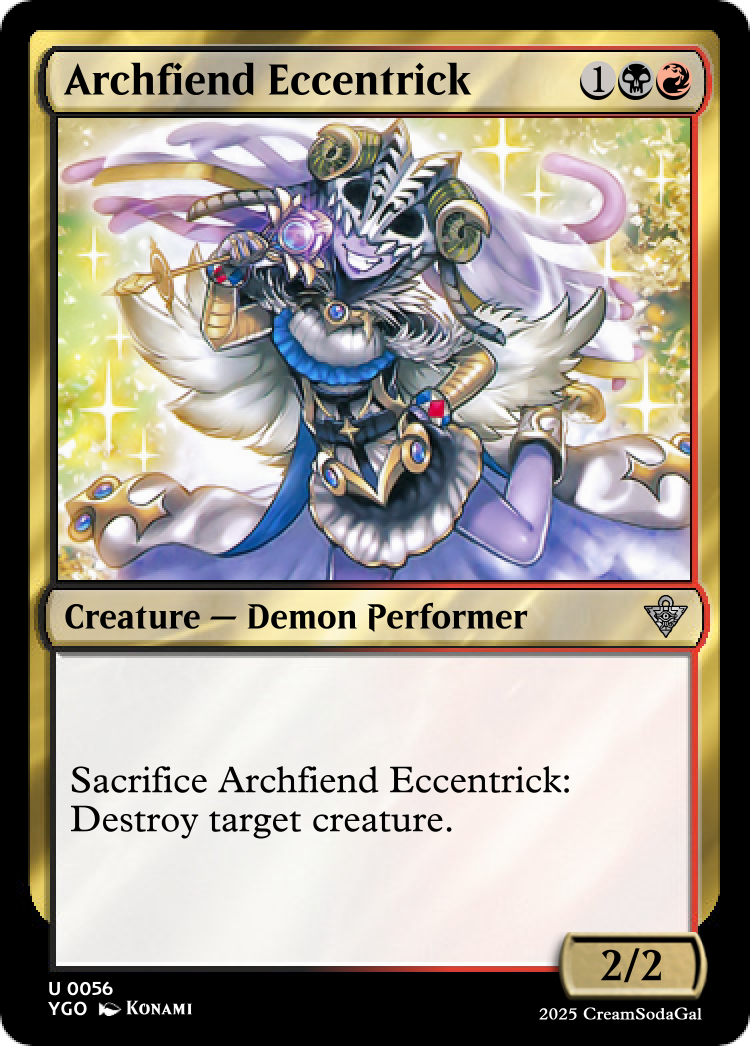 Archfiend Eccentrick 1
Creature — Demon Performer
Sacrifice Archfiend Eccentrick:
Destroy target creature.
2/2
U 0056
YGO KONAMI
2025 CreamSodaGal